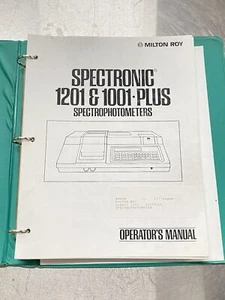 MILTON ROY
SPECTRONIC®
1201 & 1001·PLUS
SPECTROPHOTOMETERS
OPERATOR'S MANUAL